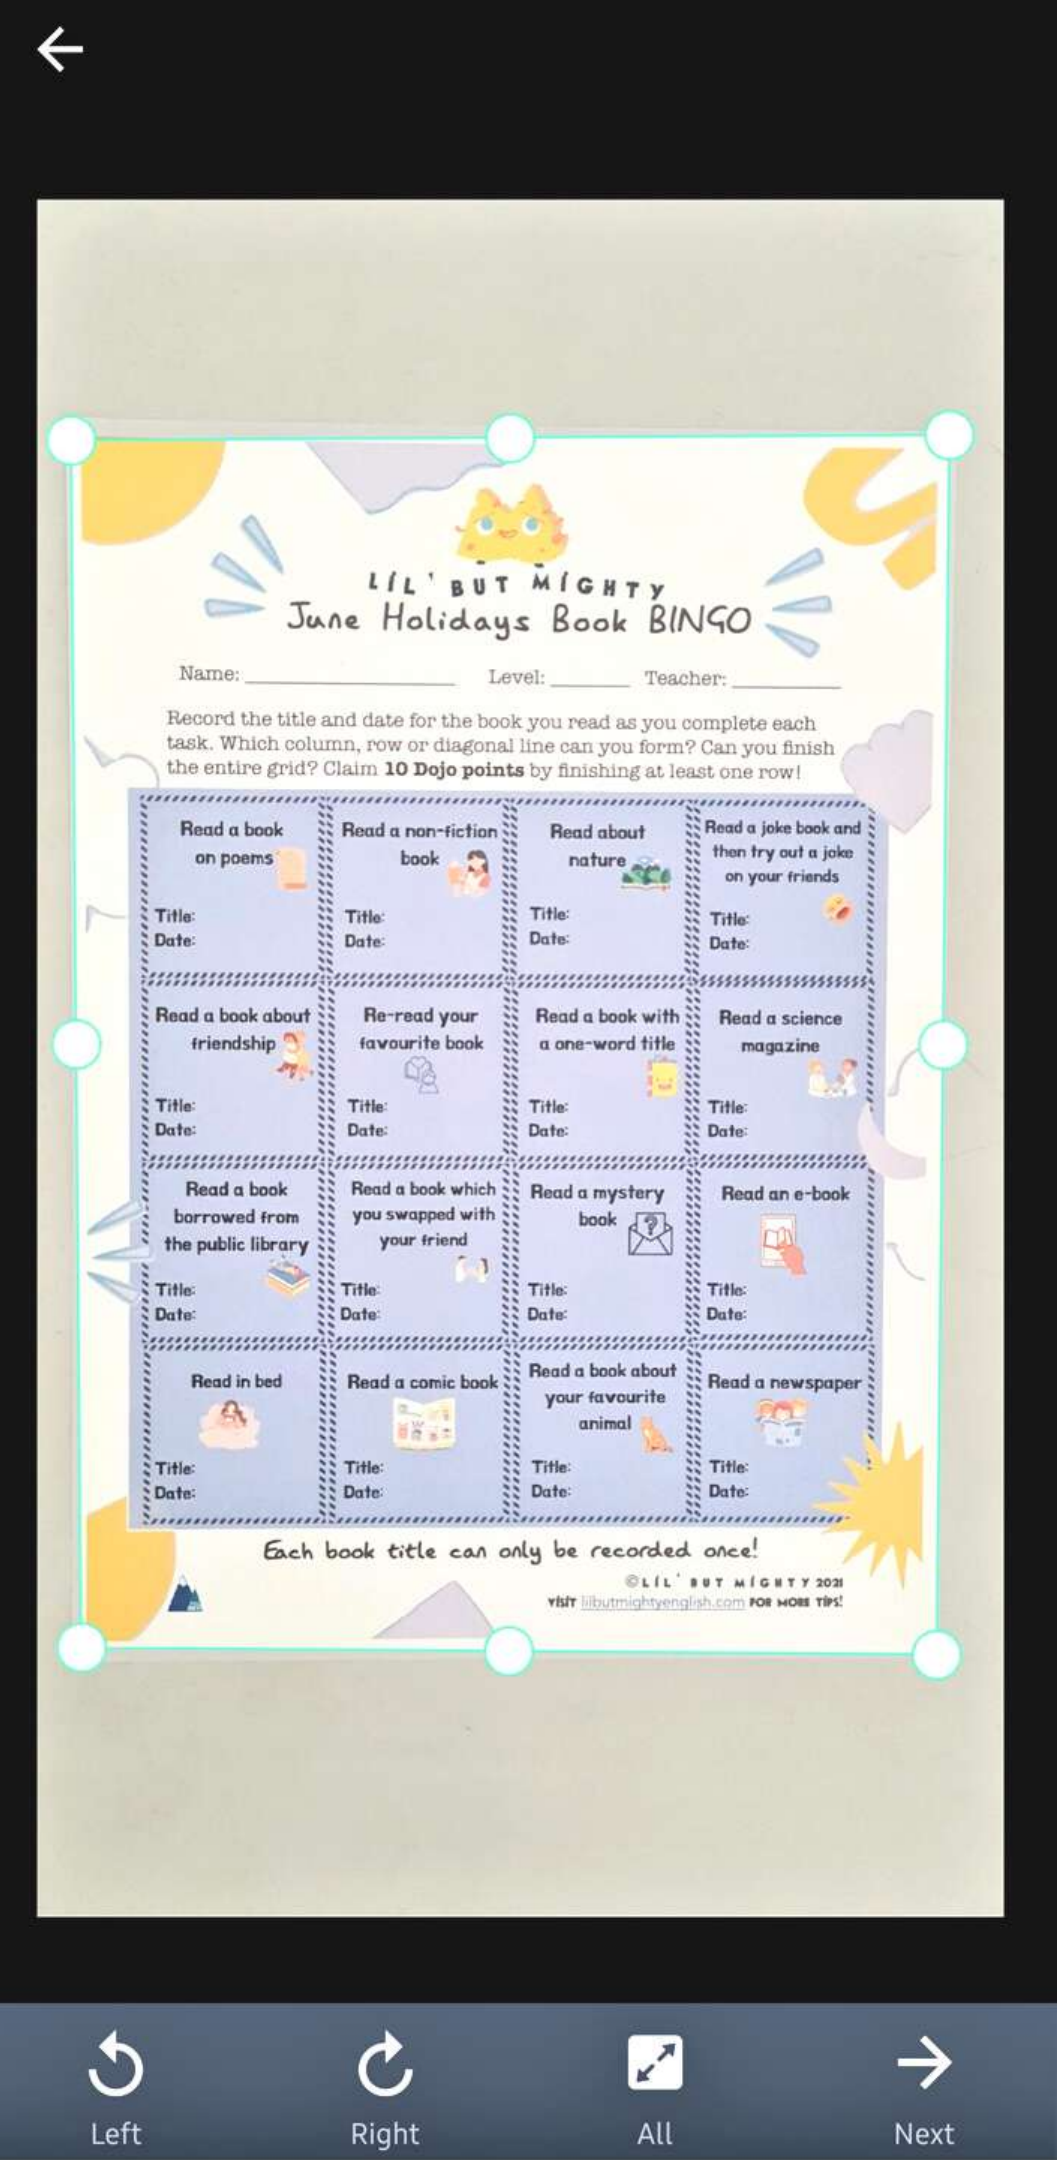 LIL' BUT MIGHTY
June Holidays Book BINGO
Name: Level: Teacher:
Record the title and date for the book you read as you complete each
task. Which column, row or diagonal line can you form? Can you finish
the entire grid? Claim 10 Dojo points by finishing at least one row!
Read a book
on poems
Title:
Date:
Read a non-fiction
book
Title:
Date:
Read about
nature
Title:
Date:
Read a joke book and
then try out a joke
on your friends
Title:
Date:
Read a book about
friendship
Title:
Date:
Re-read your
favourite book
Title:
Date:
Read a book with
a one-word title
Title:
Date:
Read a science
magazine
Title:
Date:
Read a book
borrowed from
the public library
Title:
Date:
Read a book which
you swapped with
your friend
Title:
Date:
Read a mystery
book
?
Title:
Date:
Read an e-book
Title:
Date:
Read in bed
Title:
Date:
Read a comic book
Title:
Date:
Read a book about
your favourite
animal
Title:
Date:
Read a newspaper
Title:
Date:
Each book title can only be recorded once!
©LIL' BUT MIGHTY 2021
VISIT lilbutmightyenglish.com FOR MORE TIPS!
Left Right All Next